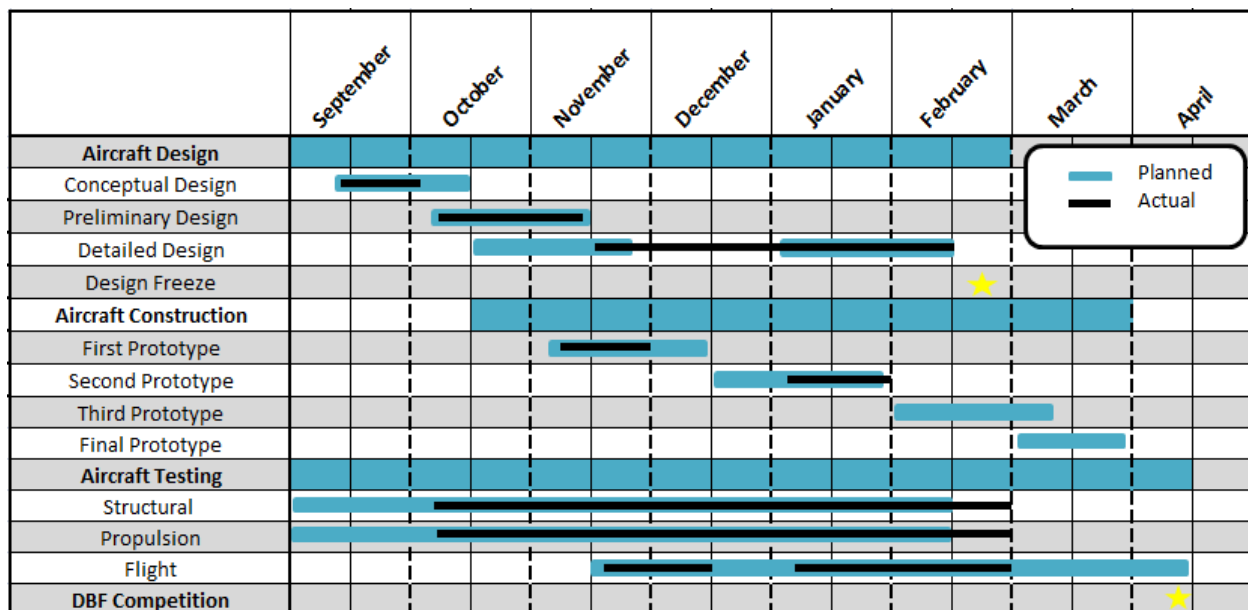 September
October
November
December
January
February
March
April
Aircraft Design
Conceptual Design
Preliminary Design
Detailed Design
Design Freeze
Aircraft Construction
First Prototype
Second Prototype
Third Prototype
Final Prototype
Aircraft Testing
Structural
Propulsion
Flight
DBF Competition
Planned
Actual